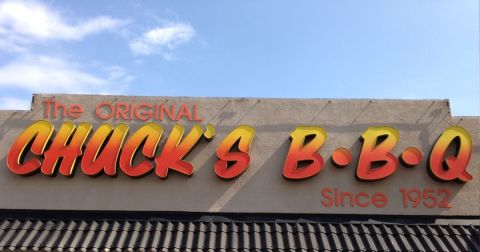 The ORIGINAL
CHUCK'S B•B•Q
Since 1952